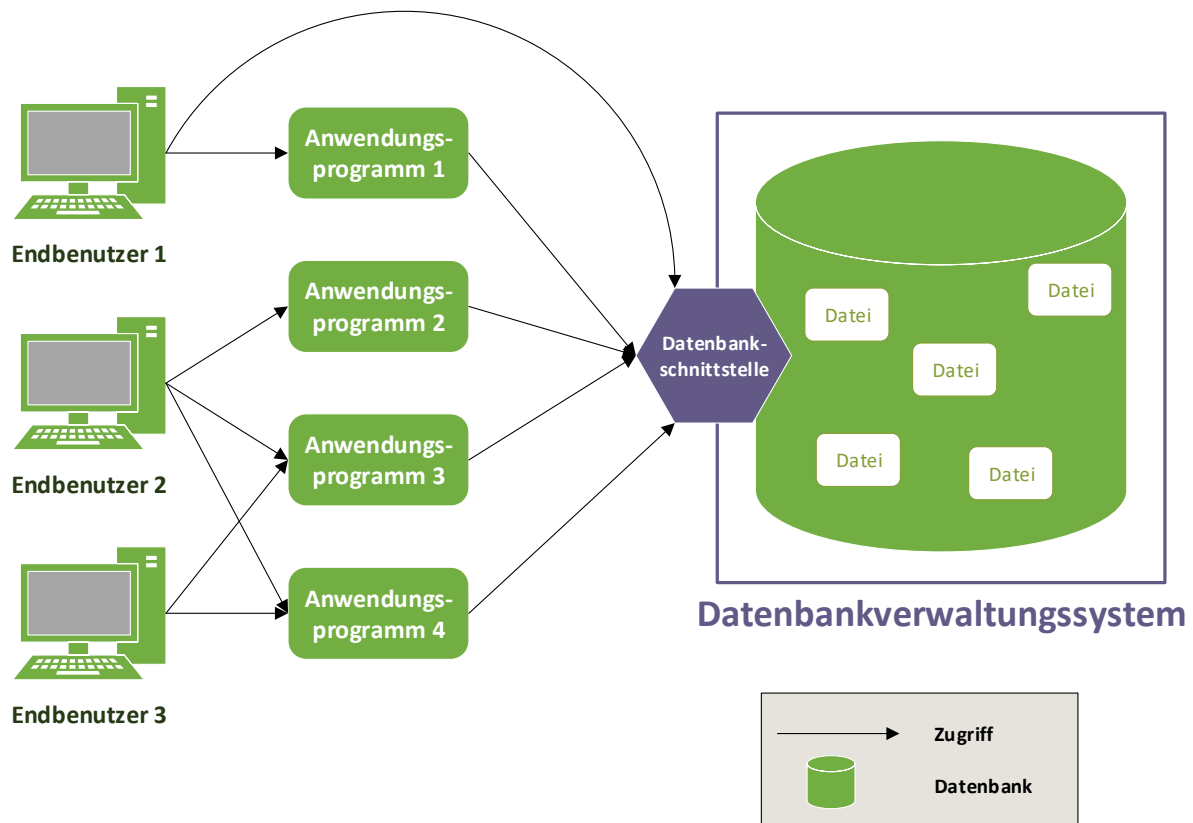 Anwendungs-
programm 1
Endbenutzer 1
Anwendungs-
programm 2
Endbenutzer 2
Anwendungs-
programm 3
Anwendungs-
programm 4
Endbenutzer 3
Datenbank-
schnittstelle
Datei
Datei
Datei
Datei
Datei
Datenbankverwaltungssystem
Zugriff
Datenbank